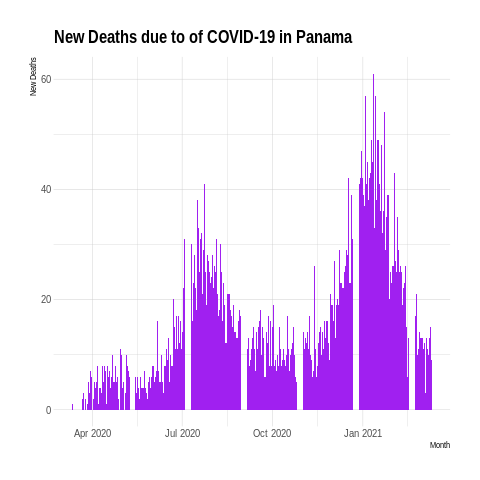 New Deaths due to of COVID-19 in Panama
New Deaths
60
40
20
0
Apr 2020 Jul 2020 Oct 2020 Jan 2021
Month